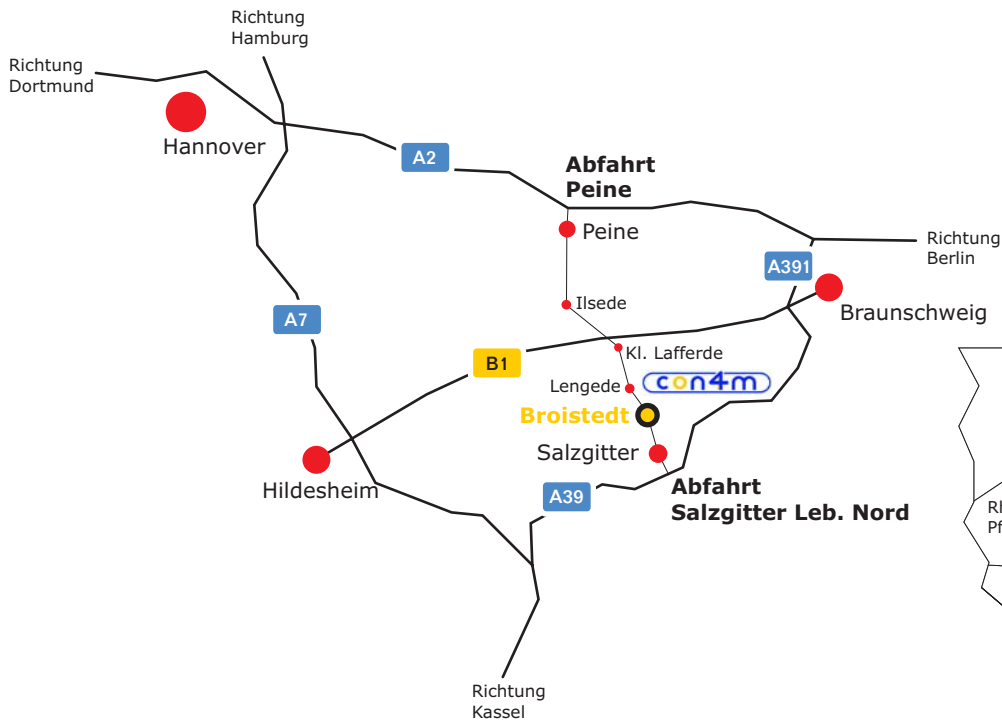 Richtung
Hamburg
Richtung
Dortmund
Hannover
A2
Abfahrt
Peine
Peine
Richtung
Berlin
A391
Ilsede
Braunschweig
A7
B1
Kl. Lafferde
Lengede
con4m
Broistedt
Salzgitter
Hildesheim
A39
Abfahrt
Salzgitter Leb. Nord
Richtung
Kassel